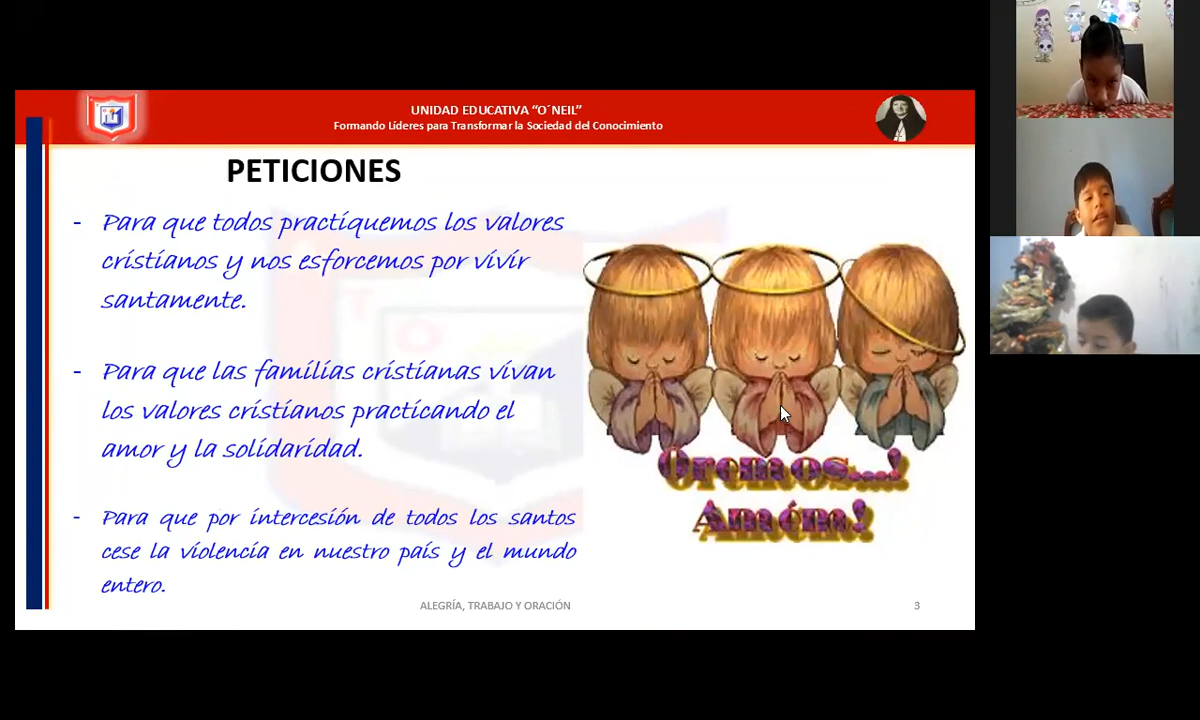 UNIDAD EDUCATIVA “O´NEIL”
Formando Líderes para Transformar la Sociedad del Conocimiento
PETICIONES
- Para que todos practiquemos los valores
cristianos y nos esforcemos por vivir
santamente.
- Para que las familias cristianas vivan
los valores cristianos practicando el
amor y la solidaridad.
- Para que por intercesión de todos los santos
cese la violencia en nuestro país y el mundo
entero.
Oremos...!
Amém!
ALEGRÍA, TRABAJO Y ORACIÓN
3